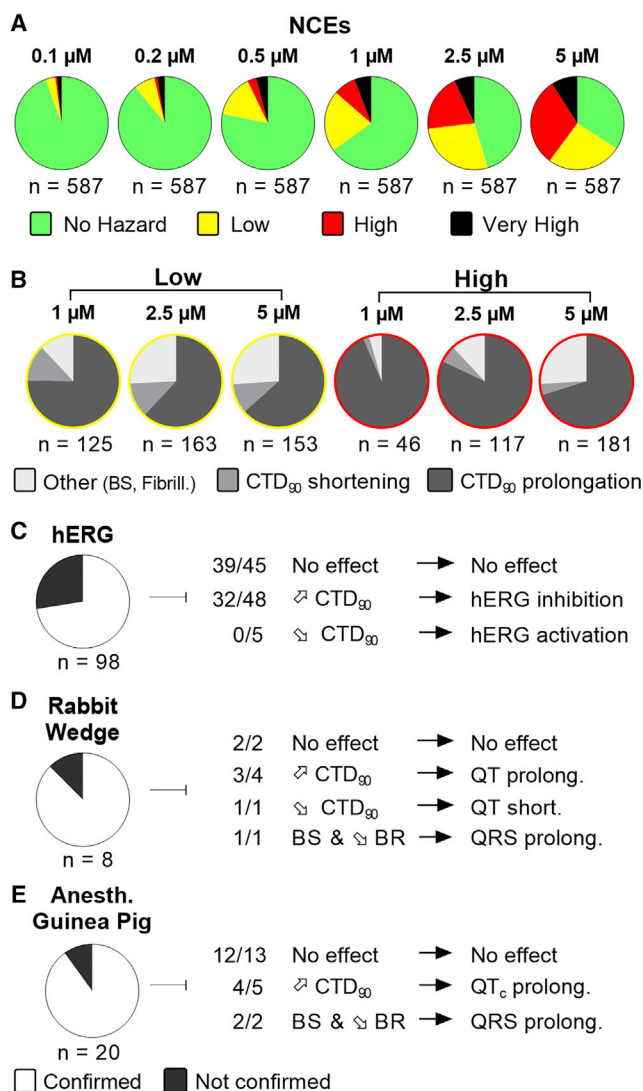 A
NCEs
0.1 µM 0.2 µM 0.5 µM 1 µM 2.5 µM 5 µM
n = 587 n = 587 n = 587 n = 587 n = 587 n = 587
No Hazard Low High Very High
B
Low High
1 µM 2.5 µM 5 µM 1 µM 2.5 µM 5 µM
n = 125 n = 163 n = 153 n = 46 n = 117 n = 181
Other (BS, Fibrill.) CTD₉₀ shortening CTD₉₀ prolongation
C
hERG
n = 98
39/45 No effect → No effect
32/48 ⬀ CTD₉₀ → hERG inhibition
0/5 ⬂ CTD₉₀ → hERG activation
D
Rabbit
Wedge
n = 8
2/2 No effect → No effect
3/4 ⬀ CTD₉₀ → QT prolong.
1/1 ⬂ CTD₉₀ → QT short.
1/1 BS & ⬂ BR → QRS prolong.
E
Anesth.
Guinea Pig
n = 20
12/13 No effect → No effect
4/5 ⬀ CTD₉₀ → QT꜀ prolong.
2/2 BS & ⬂ BR → QRS prolong.
Confirmed Not confirmed